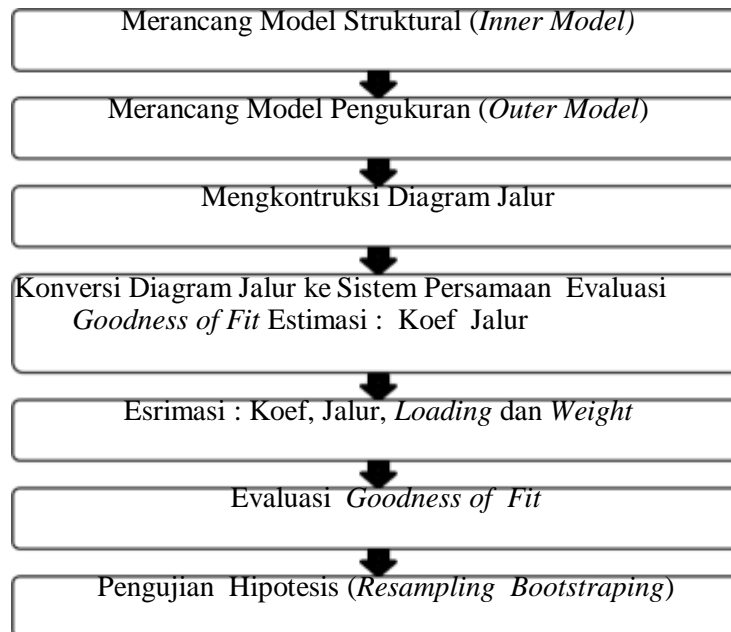 Merancang Model Struktural (Inner Model)
Merancang Model Pengukuran (Outer Model)
Mengkontruksi Diagram Jalur
Konversi Diagram Jalur ke Sistem Persamaan Evaluasi
Goodness of Fit Estimasi : Koef Jalur
Esrimasi : Koef, Jalur, Loading dan Weight
Evaluasi Goodness of Fit
Pengujian Hipotesis (Resampling Bootstraping)